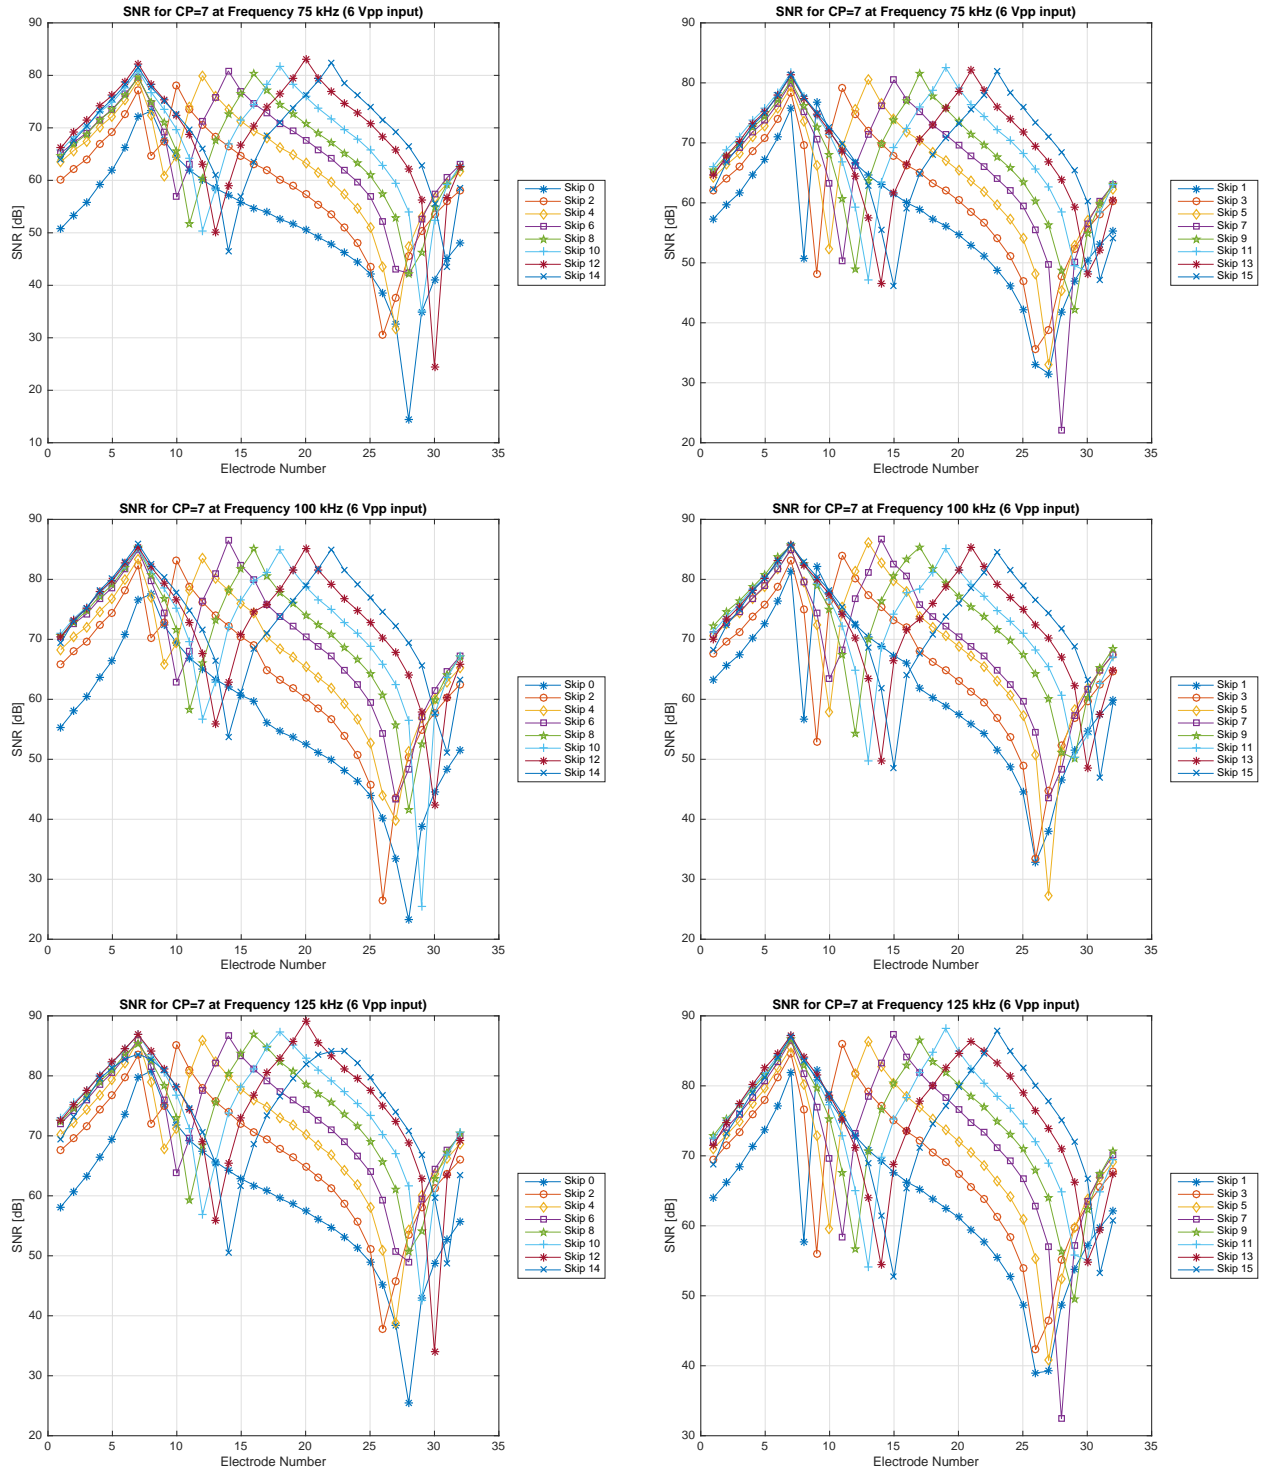 SNR for CP=7 at Frequency 75 kHz (6 Vpp input)
SNR [dB]
90
80
70
60
50
40
30
20
10
0 5 10 15 20 25 30 35
Electrode Number
Skip 0
Skip 2
Skip 4
Skip 6
Skip 8
Skip 10
Skip 12
Skip 14
SNR for CP=7 at Frequency 75 kHz (6 Vpp input)
SNR [dB]
90
80
70
60
50
40
30
20
0 5 10 15 20 25 30 35
Electrode Number
Skip 1
Skip 3
Skip 5
Skip 7
Skip 9
Skip 11
Skip 13
Skip 15
SNR for CP=7 at Frequency 100 kHz (6 Vpp input)
SNR [dB]
90
80
70
60
50
40
30
20
0 5 10 15 20 25 30 35
Electrode Number
Skip 0
Skip 2
Skip 4
Skip 6
Skip 8
Skip 10
Skip 12
Skip 14
SNR for CP=7 at Frequency 100 kHz (6 Vpp input)
SNR [dB]
90
80
70
60
50
40
30
20
0 5 10 15 20 25 30 35
Electrode Number
Skip 1
Skip 3
Skip 5
Skip 7
Skip 9
Skip 11
Skip 13
Skip 15
SNR for CP=7 at Frequency 125 kHz (6 Vpp input)
SNR [dB]
90
80
70
60
50
40
30
20
0 5 10 15 20 25 30 35
Electrode Number
Skip 0
Skip 2
Skip 4
Skip 6
Skip 8
Skip 10
Skip 12
Skip 14
SNR for CP=7 at Frequency 125 kHz (6 Vpp input)
SNR [dB]
90
80
70
60
50
40
30
0 5 10 15 20 25 30 35
Electrode Number
Skip 1
Skip 3
Skip 5
Skip 7
Skip 9
Skip 11
Skip 13
Skip 15